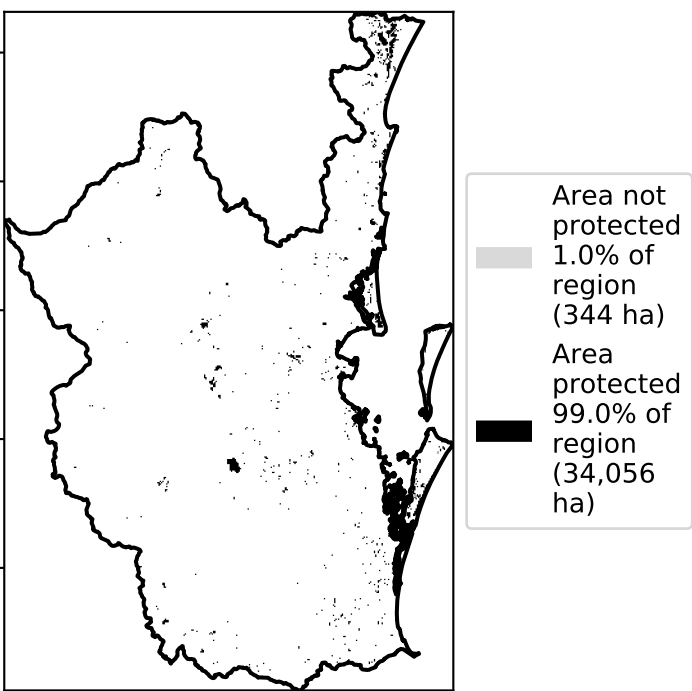 Area not
protected
1.0% of
region
(344 ha)
Area
protected
99.0% of
region
(34,056
ha)